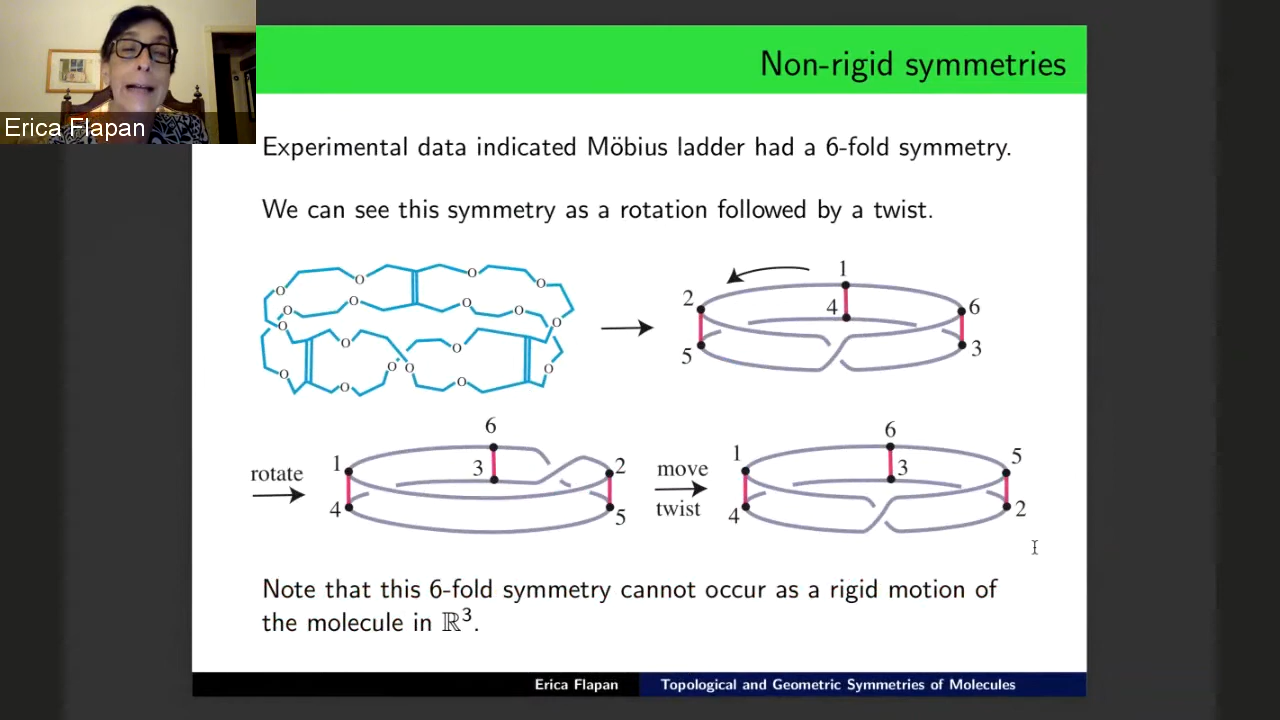 Erica Flapan
Non-rigid symmetries
Experimental data indicated Möbius ladder had a 6-fold symmetry.
We can see this symmetry as a rotation followed by a twist.
O O O O O O O O O O O O O O O O O O
1
2 4 6
5 3
6
rotate 1 3 2
4 5
move
twist
6
1 3 5
4 2
Note that this 6-fold symmetry cannot occur as a rigid motion of
the molecule in ℝ³.
Erica Flapan Topological and Geometric Symmetries of Molecules